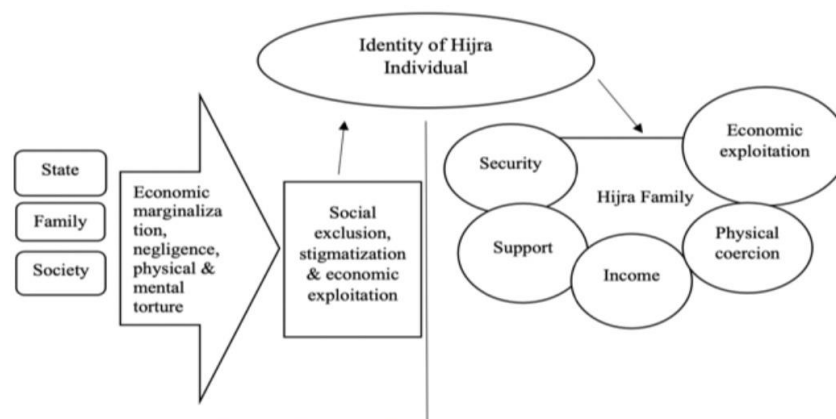 Identity of Hijra
Individual
State
Family
Society
Economic
marginaliza
tion,
negligence,
physical &
mental
torture
Social
exclusion,
stigmatization
& economic
exploitation
Security
Support
Income
Hijra Family
Economic
exploitation
Physical
coercion